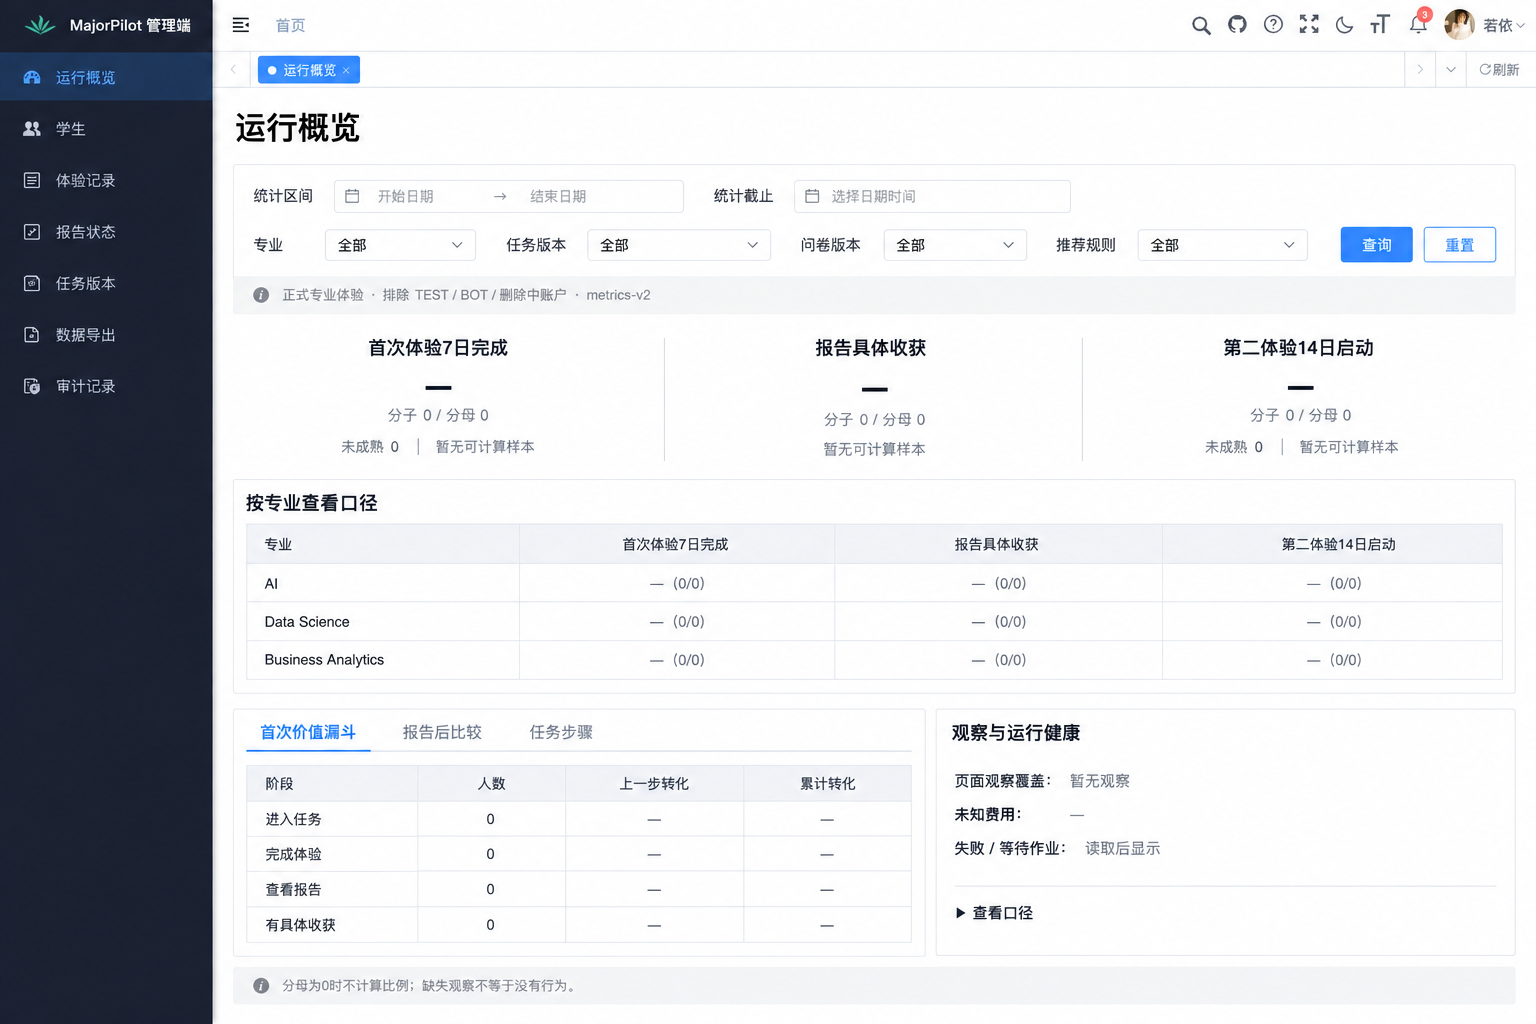 MajorPilot 管理端
首页
3
若依
运行概览
学生
体验记录
报告状态
任务版本
数据导出
审计记录
运行概览 ×
刷新
运行概览
统计区间 开始日期 → 结束日期 统计截止 选择日期时间
专业 全部 任务版本 全部 问卷版本 全部 推荐规则 全部 查询 重置
正式专业体验 · 排除 TEST / BOT / 删除中账户 · metrics-v2
首次体验7日完成
—
分子 0 / 分母 0
未成熟 0 | 暂无可计算样本
报告具体收获
—
分子 0 / 分母 0
暂无可计算样本
第二体验14日启动
—
分子 0 / 分母 0
未成熟 0 | 暂无可计算样本
按专业查看口径
专业 首次体验7日完成 报告具体收获 第二体验14日启动
AI — (0/0) — (0/0) — (0/0)
Data Science — (0/0) — (0/0) — (0/0)
Business Analytics — (0/0) — (0/0) — (0/0)
首次价值漏斗 报告后比较 任务步骤
阶段 人数 上一步转化 累计转化
进入任务 0 — —
完成体验 0 — —
查看报告 0 — —
有具体收获 0 — —
观察与运行健康
页面观察覆盖： 暂无观察
未知费用： —
失败 / 等待作业： 读取后显示
查看口径
分母为0时不计算比例；缺失观察不等于没有行为。